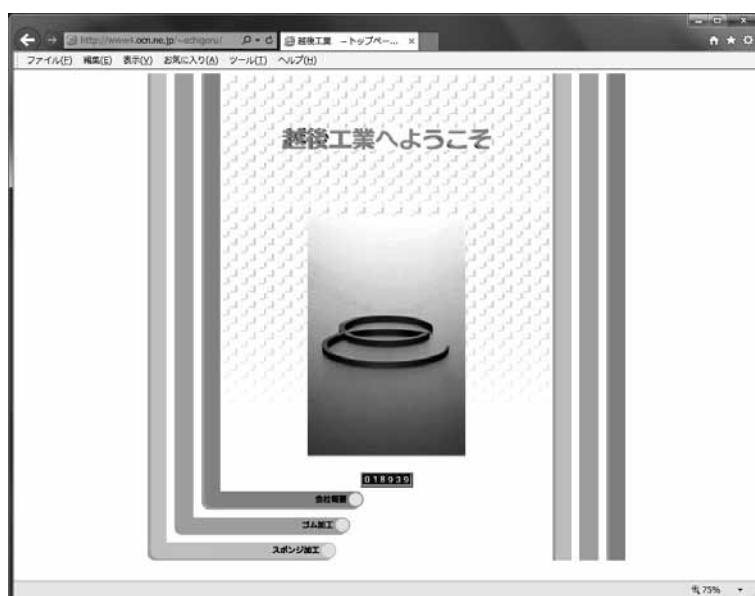 http://www4.ocn.ne.jp/~echigoru/
越後工業 －トップペー... ×
ファイル(F) 編集(E) 表示(V) お気に入り(A) ツール(T) ヘルプ(H)
越後工業へようこそ
018939
会社概要
ゴム加工
スポンジ加工
75%